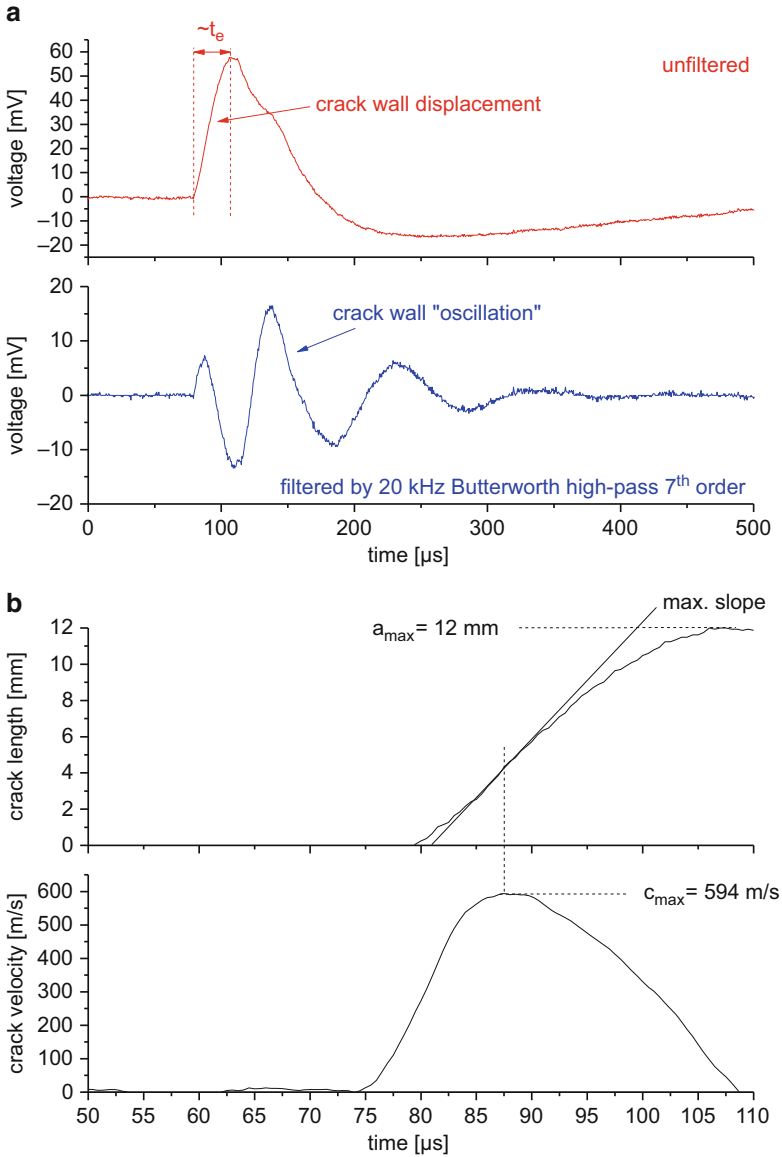 a
~tₑ
60
50
40
30
20
10
0
–10
–20
voltage [mV]
unfiltered
crack wall displacement
20
10
0
–10
–20
voltage [mV]
crack wall "oscillation"
filtered by 20 kHz Butterworth high-pass 7ᵗʰ order
0 100 200 300 400 500
time [µs]
b
max. slope
aₘₐₓ= 12 mm
12
10
8
6
4
2
0
crack length [mm]
600
500
400
300
200
100
0
crack velocity [m/s]
cₘₐₓ= 594 m/s
50 55 60 65 70 75 80 85 90 95 100 105 110
time [µs]